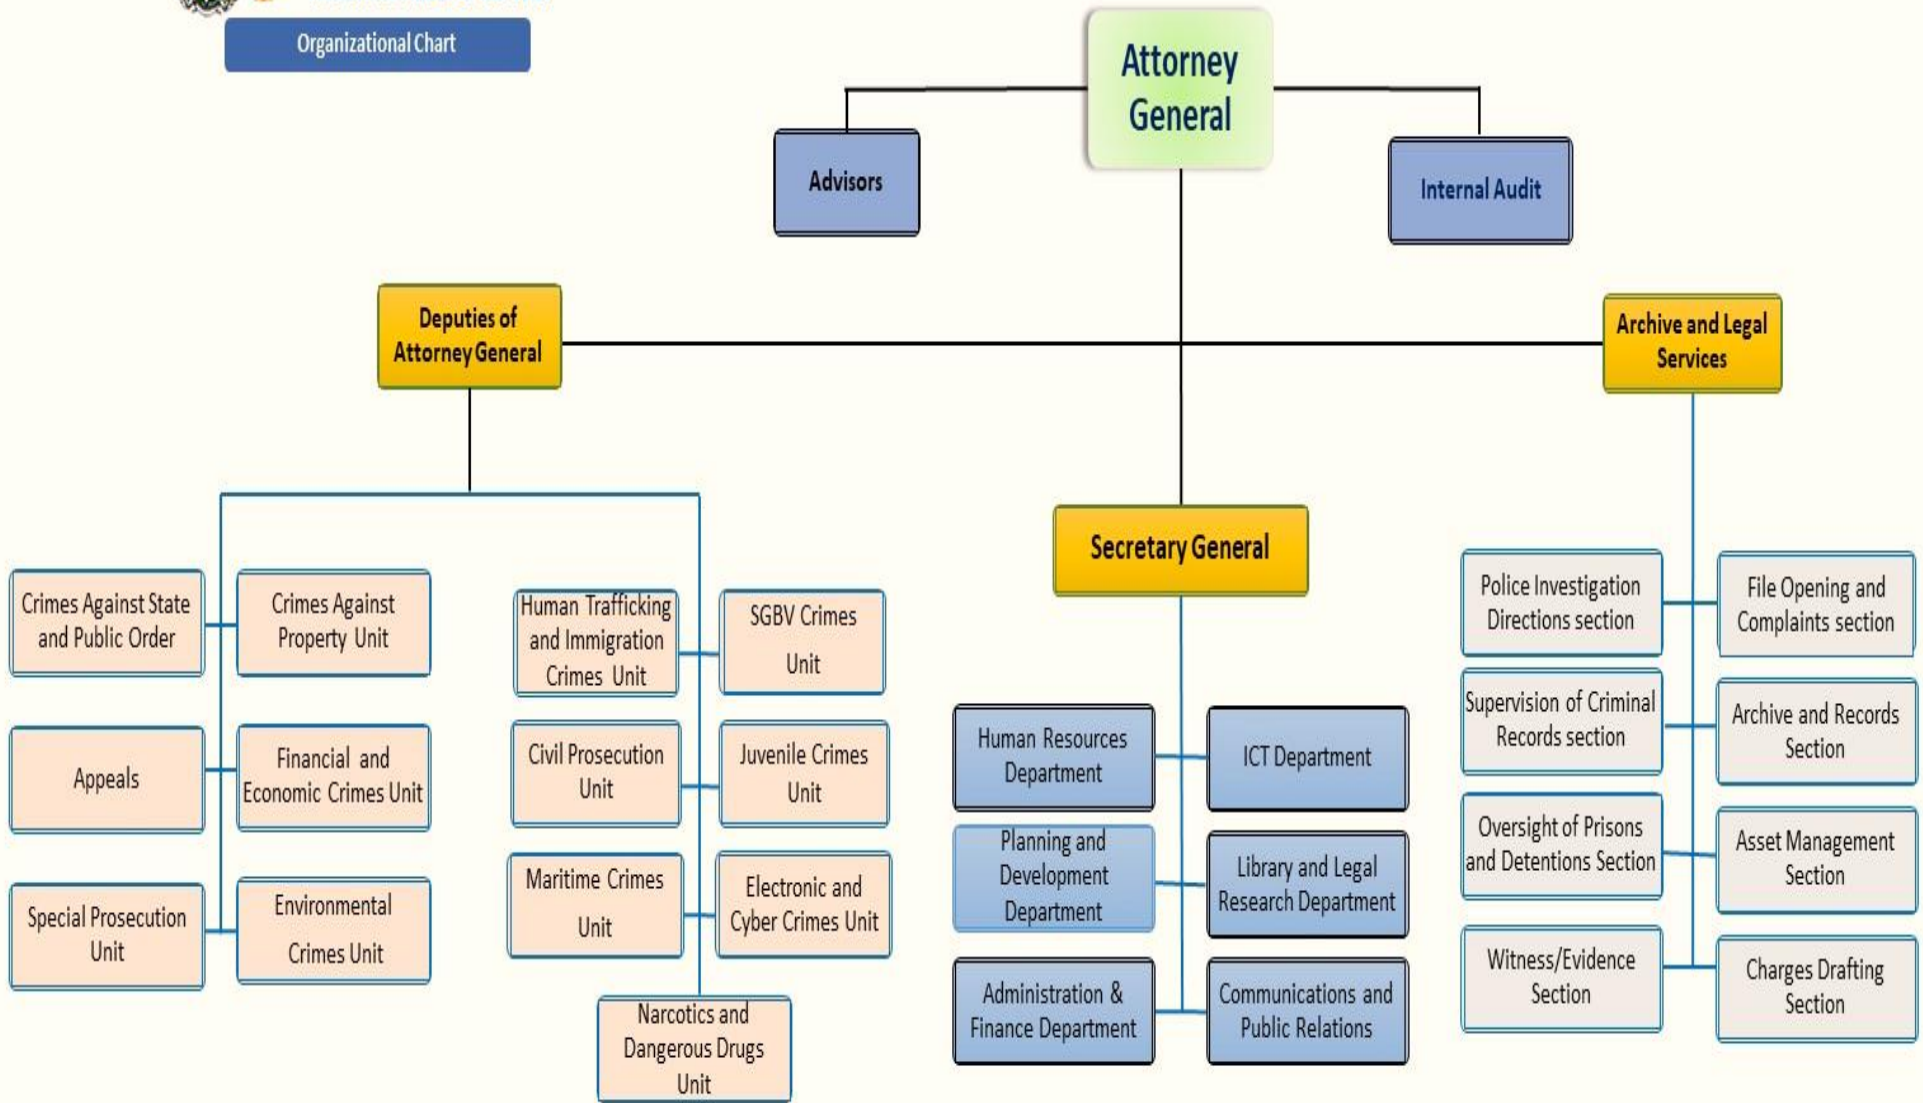 Organizational Chart
Attorney
General
Advisors
Internal Audit
Deputies of
Attorney General
Archive and Legal
Services
Secretary General
Crimes Against State
and Public Order
Crimes Against
Property Unit
Appeals
Financial and
Economic Crimes Unit
Special Prosecution
Unit
Environmental
Crimes Unit
Human Trafficking
and Immigration
Crimes Unit
SGBV Crimes
Unit
Civil Prosecution
Unit
Juvenile Crimes
Unit
Maritime Crimes
Unit
Electronic and
Cyber Crimes Unit
Narcotics and
Dangerous Drugs
Unit
Human Resources
Department
ICT Department
Planning and
Development
Department
Library and Legal
Research Department
Administration &
Finance Department
Communications and
Public Relations
Police Investigation
Directions section
File Opening and
Complaints section
Supervision of Criminal
Records section
Archive and Records
Section
Oversight of Prisons
and Detentions Section
Asset Management
Section
Witness/Evidence
Section
Charges Drafting
Section